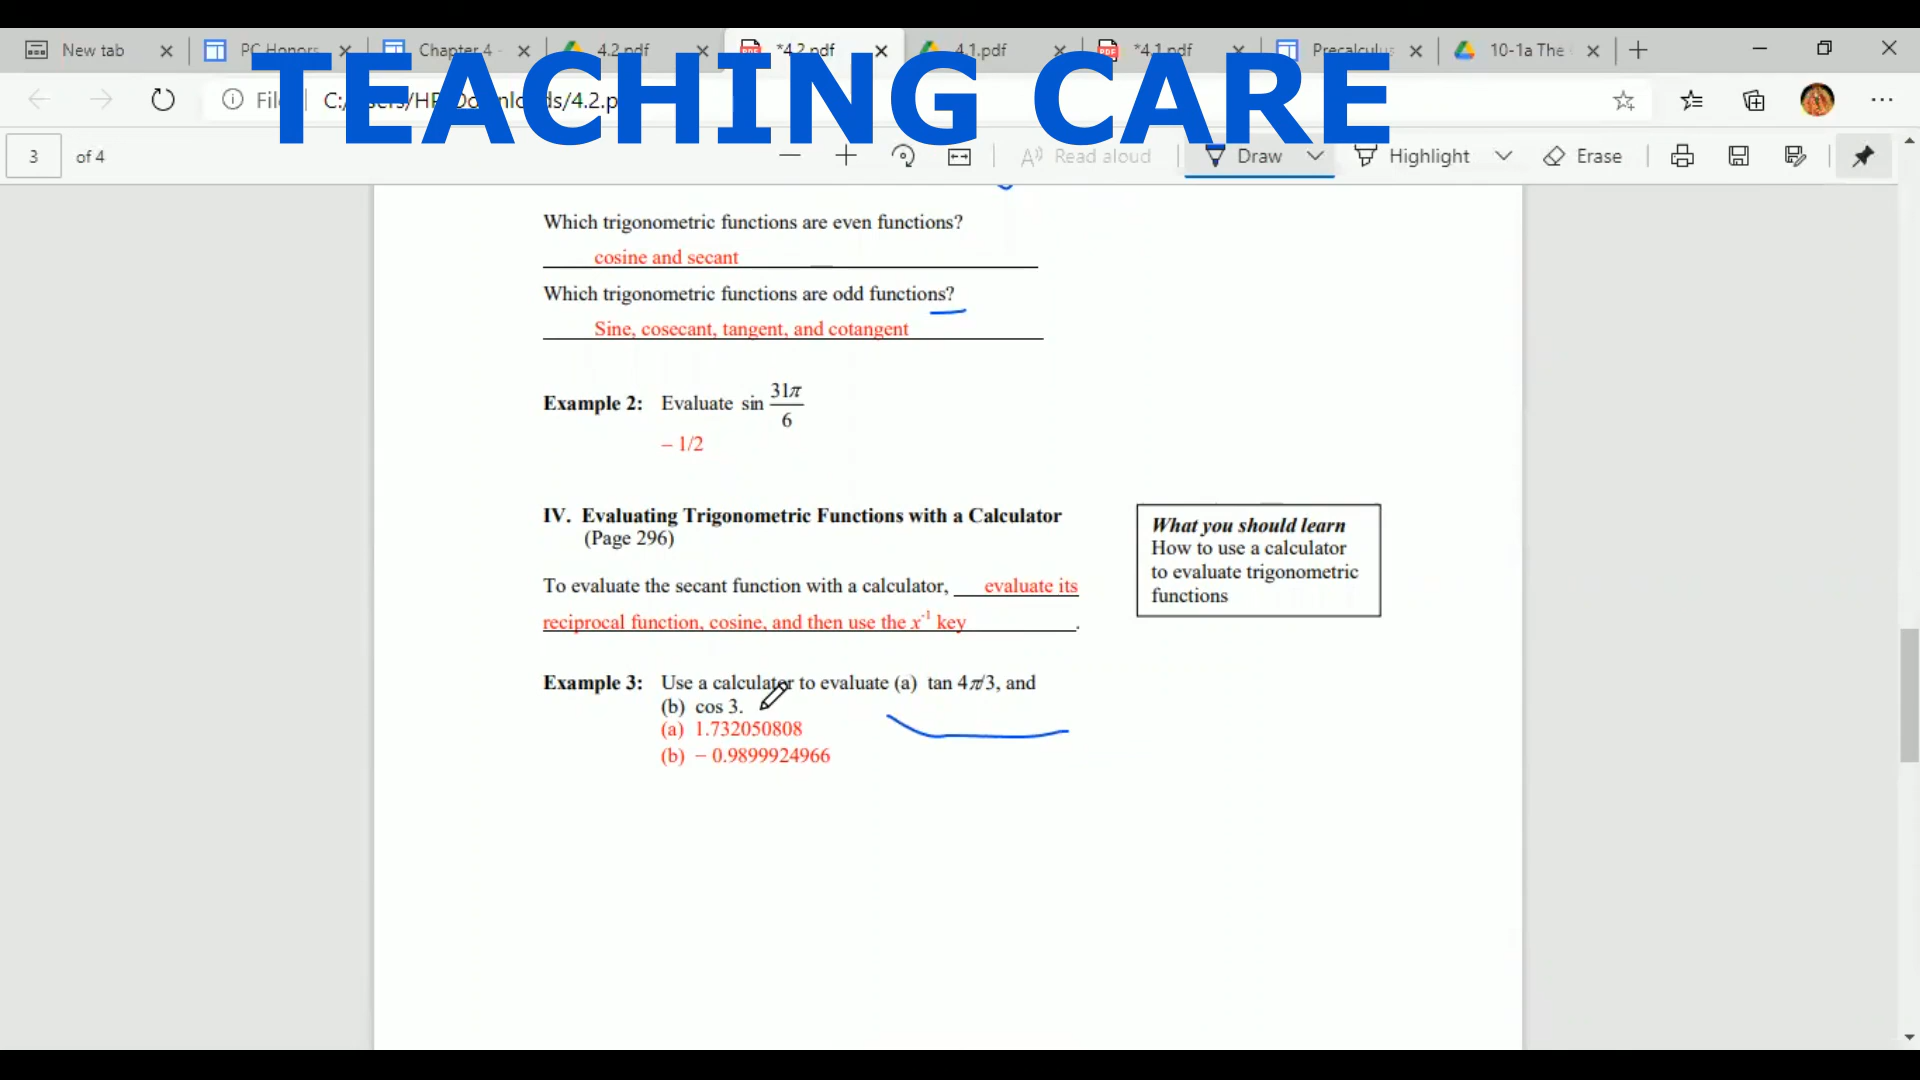 New tab
PC Honors
Chapter 4
4.2.pdf
*4.2.pdf
4.1.pdf
*4.1.pdf
Precalculus
10-1a The
TEACHING CARE
3 of 4
Read aloud
Draw
Highlight
Erase
Which trigonometric functions are even functions?
cosine and secant
Which trigonometric functions are odd functions?
Sine, cosecant, tangent, and cotangent
Example 2: Evaluate sin 31π/6
– 1/2
IV. Evaluating Trigonometric Functions with a Calculator
(Page 296)
What you should learn
How to use a calculator
to evaluate trigonometric
functions
To evaluate the secant function with a calculator, evaluate its
reciprocal function, cosine, and then use the x⁻¹ key .
Example 3: Use a calculator to evaluate (a) tan 4π/3, and
(b) cos 3.
(a) 1.732050808
(b) – 0.9899924966